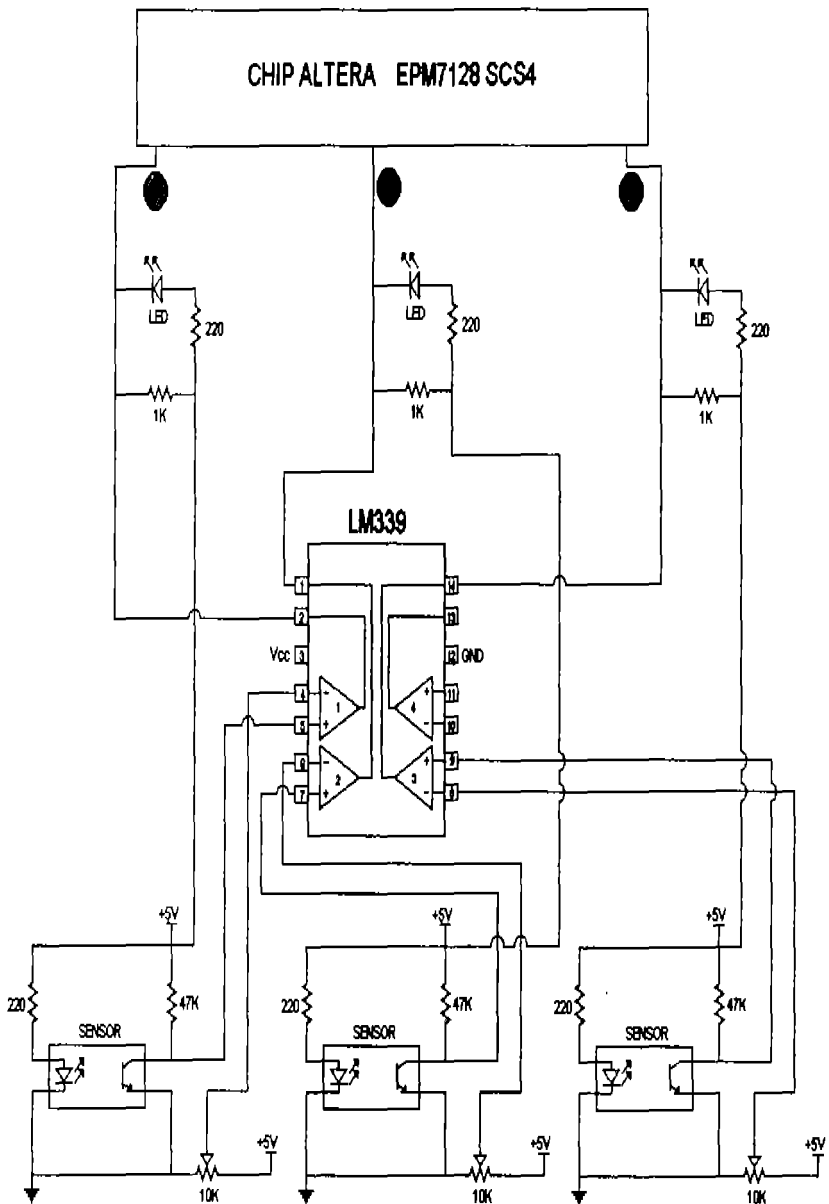 CHIP ALTERA EPM7128 SCS4
LED LED LED
220 220 220
1K 1K 1K
LM339
1 14
2 13
Vcc 3 12 GND
4 1 4 11
5 10
6 2 3 9
7 8
+5V +5V +5V
220 47K 220 47K 220 47K
SENSOR SENSOR SENSOR
+5V +5V +5V
10K 10K 10K